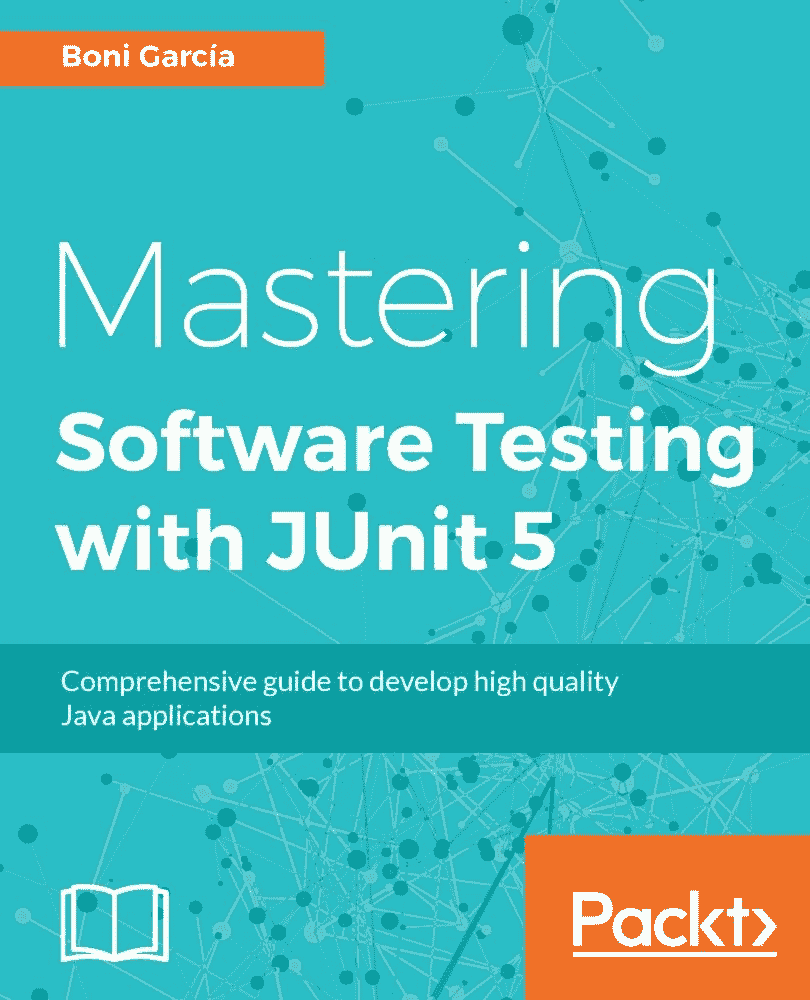 Boni García
Mastering
Software Testing
with JUnit 5
Comprehensive guide to develop high quality
Java applications
Packt>